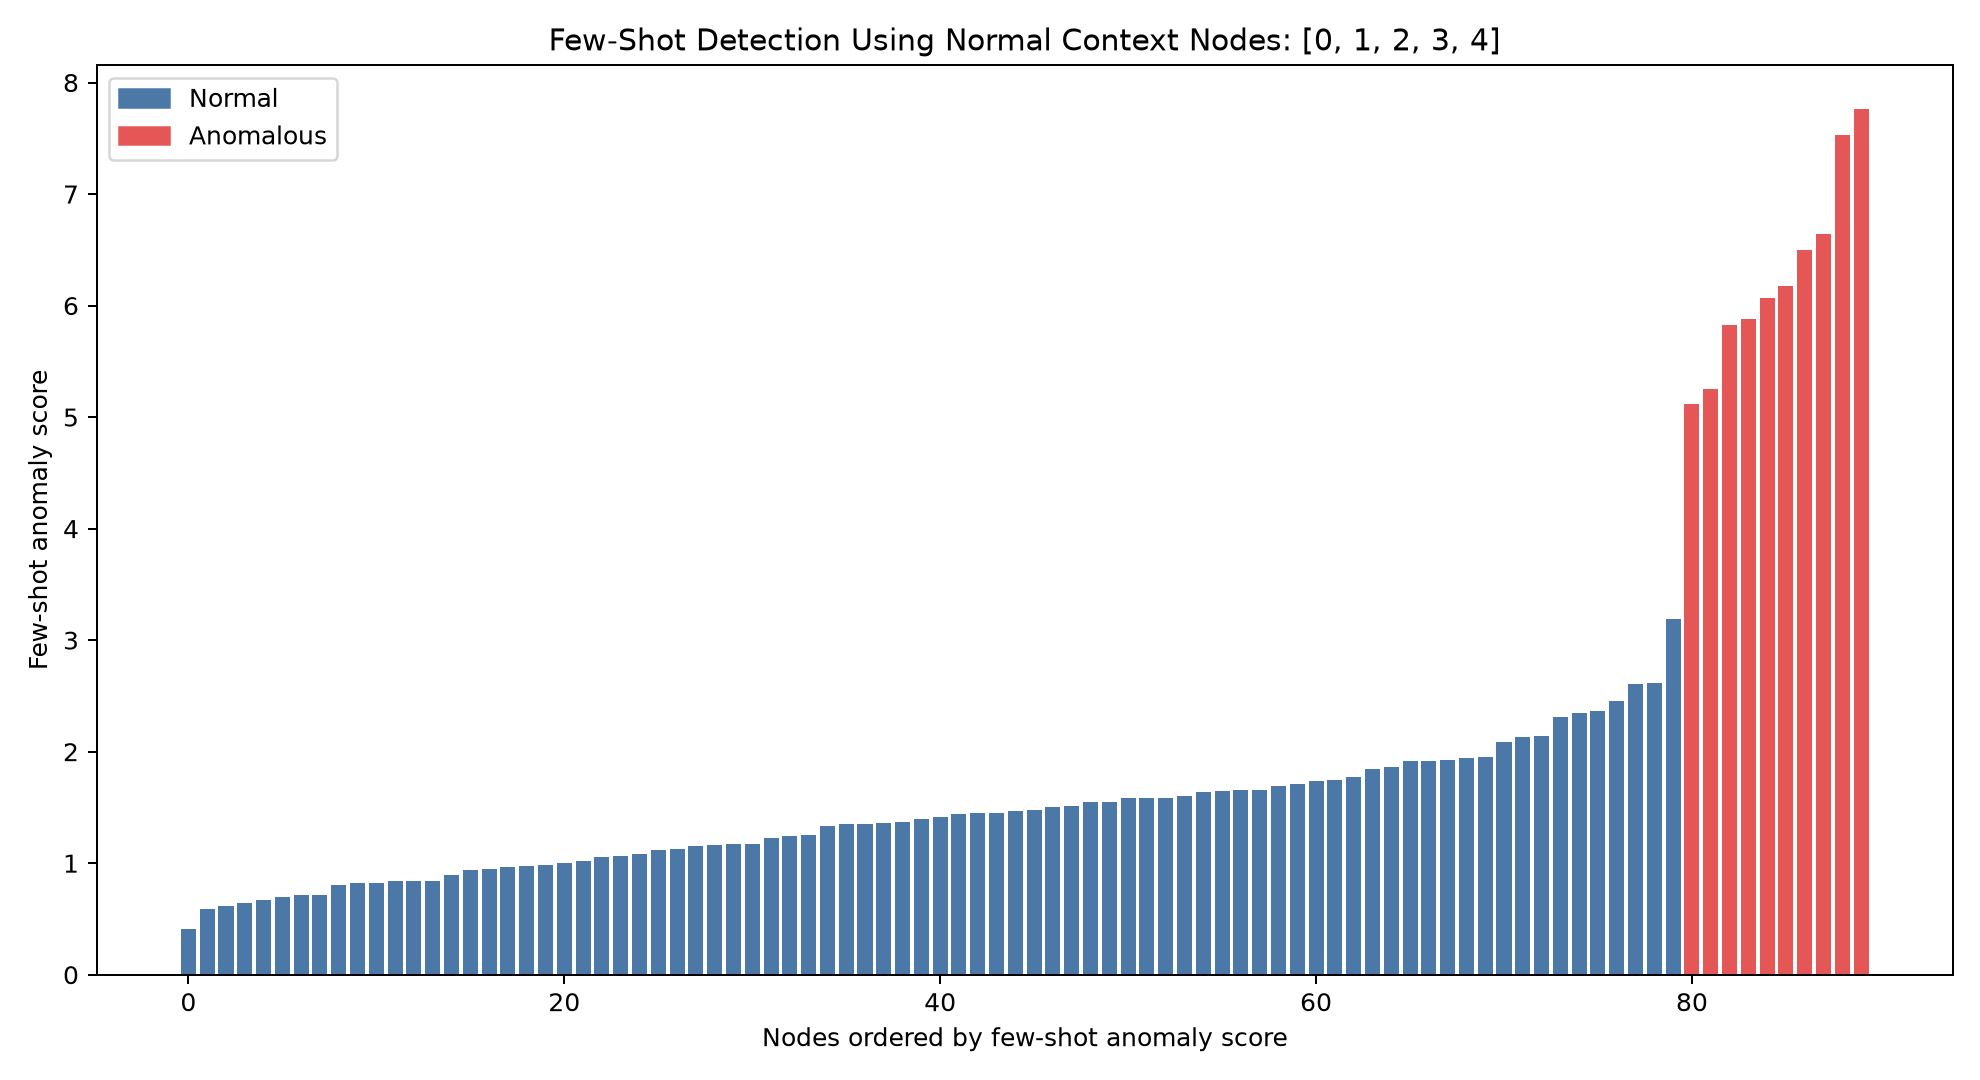 Few-Shot Detection Using Normal Context Nodes: [0, 1, 2, 3, 4]
Normal
Anomalous
Few-shot anomaly score
8
7
6
5
4
3
2
1
0
0 20 40 60 80
Nodes ordered by few-shot anomaly score